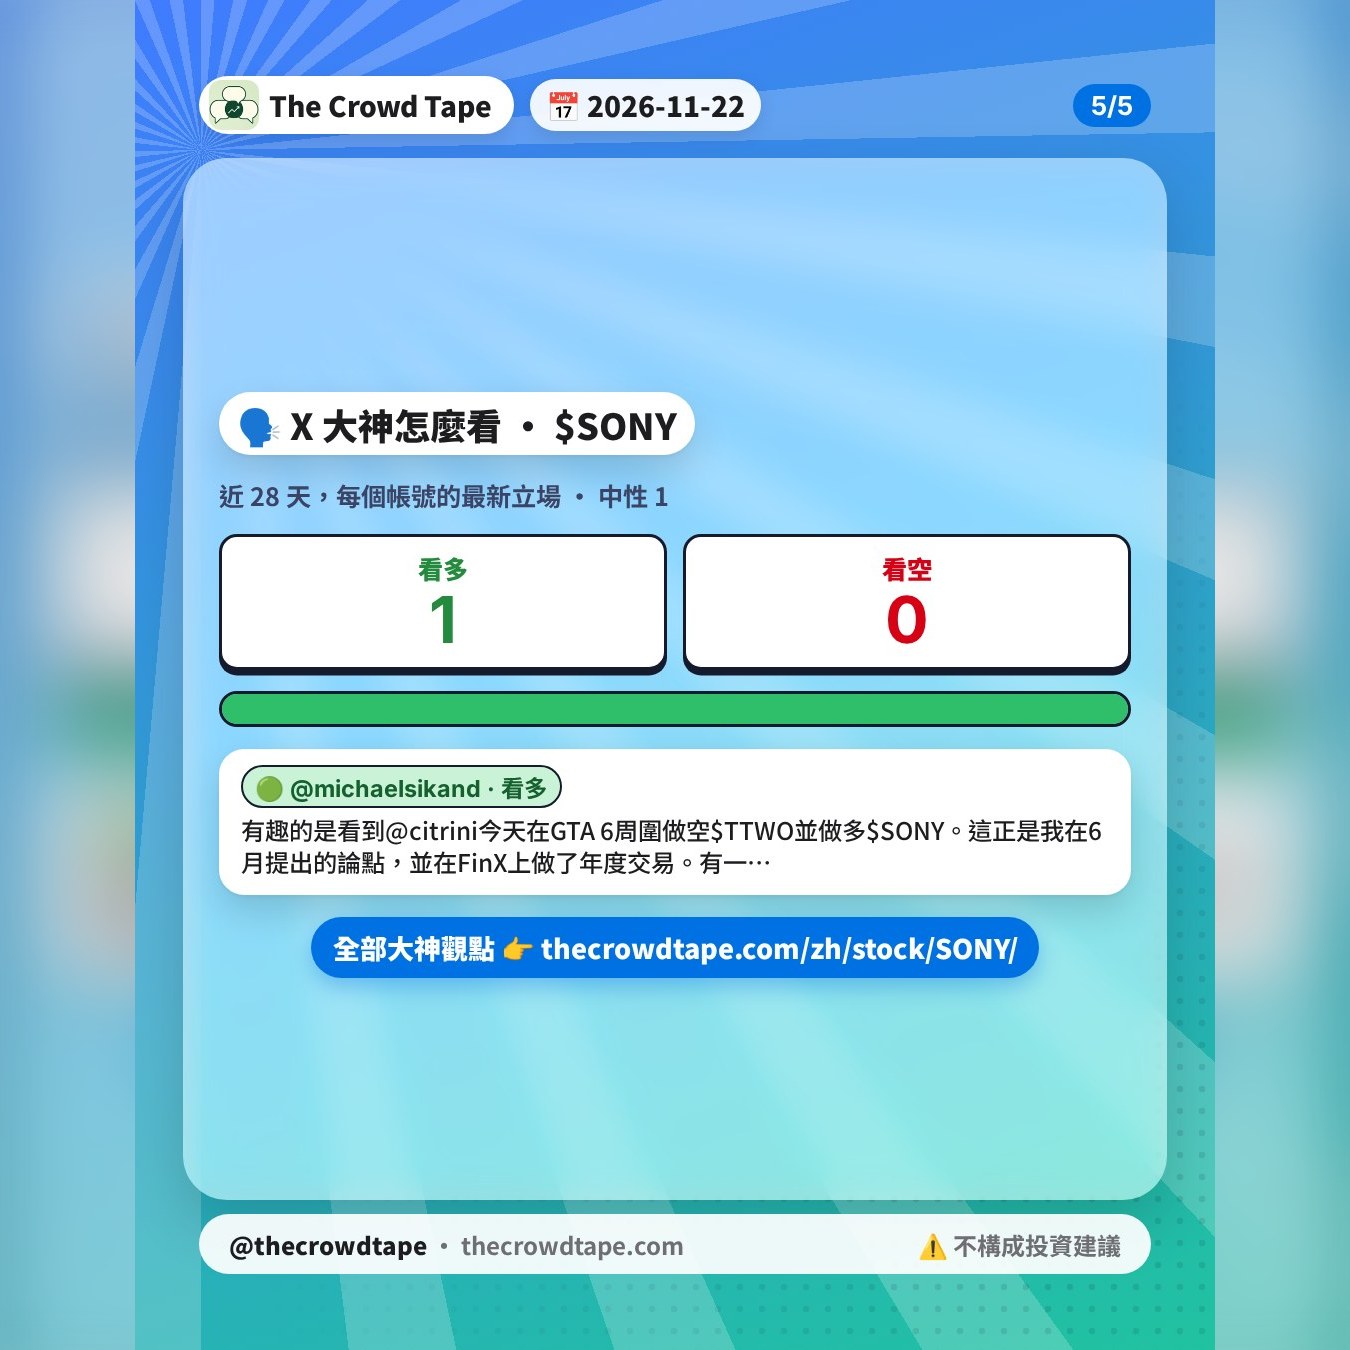 The Crowd Tape
📅 2026-11-22
5/5
🗣️ X 大神怎麼看 · $SONY
近 28 天，每個帳號的最新立場 · 中性 1
看多
1
看空
0
🟢 @michaelsikand · 看多
有趣的是看到@citrini今天在GTA 6周圍做空$TTWO並做多$SONY。這正是我在6
月提出的論點，並在FinX上做了年度交易。有一…
全部大神觀點 👉 thecrowdtape.com/zh/stock/SONY/
@thecrowdtape · thecrowdtape.com
⚠️ 不構成投資建議